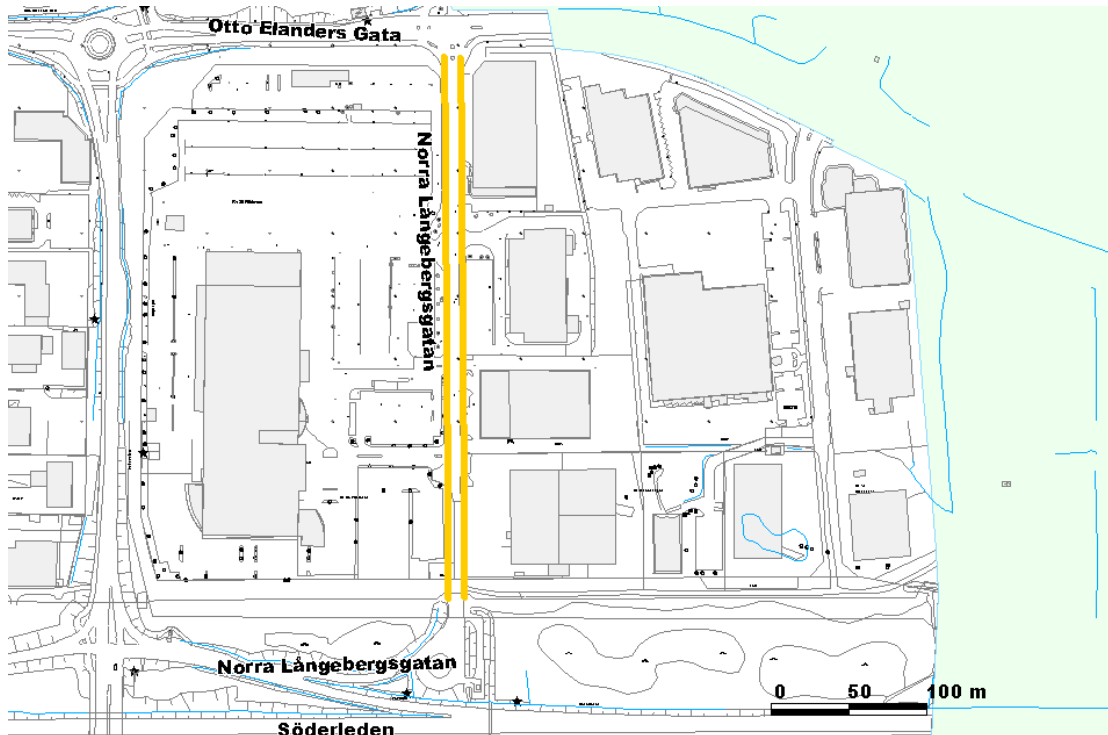 Otto Elanders Gata
Norra Långebergsgatan
Norra Långebergsgatan
0 50 100 m
Söderleden